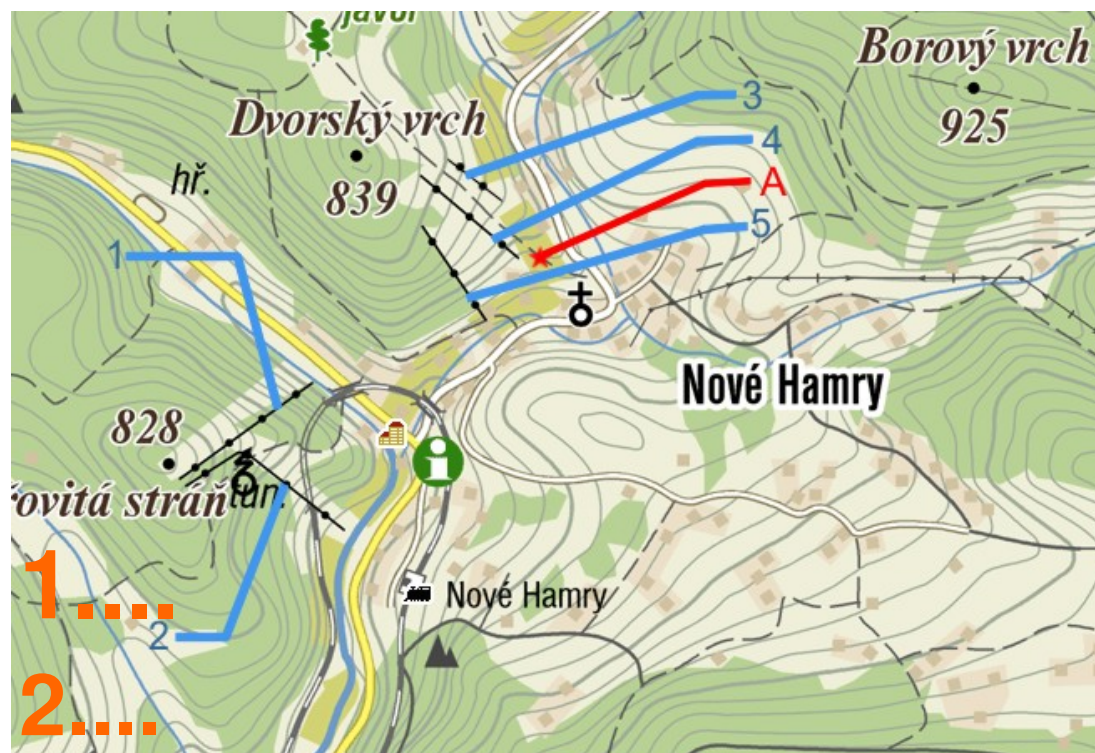 javor
Borový vrch
925
3
Dvorský vrch
4
hř.
839
A
5
1
Nové Hamry
828
rovitá stráň
tun.
1....
Nové Hamry
2
2....